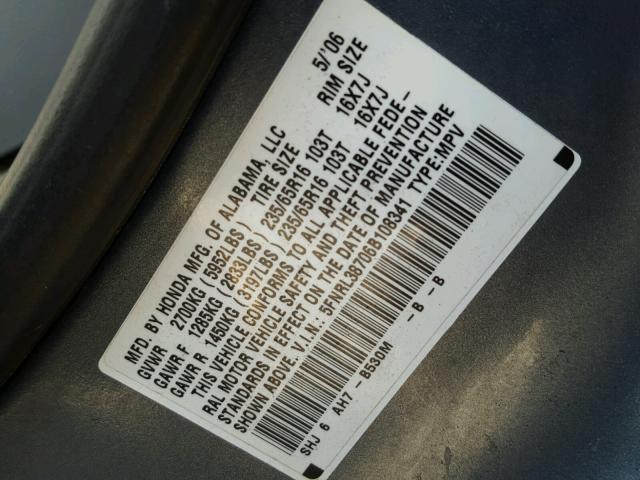 MFD. BY HONDA MFG. OF ALABAMA, LLC 5/'06
GVWR 2700KG (5952LBS) TIRE SIZE RIM SIZE
GAWR F 1285KG (2833LBS) 235/65R16 103T 16X7J
GAWR R 1450KG (3197LBS) 235/65R16 103T 16X7J
THIS VEHICLE CONFORMS TO ALL APPLICABLE FEDE-
RAL MOTOR VEHICLE SAFETY AND THEFT PREVENTION
STANDARDS IN EFFECT ON THE DATE OF MANUFACTURE
SHOWN ABOVE. V.I.N.: 5FNRL38706B108341 TYPE:MPV
SHJ 6 AH7 - B530M - B - B